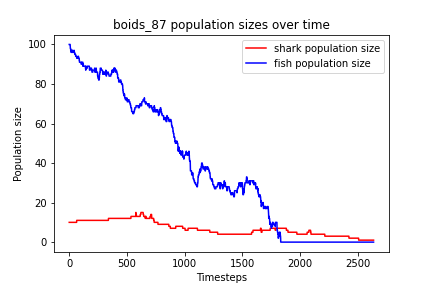 boids_87 population sizes over time
shark population size
fish population size
Population size
100
80
60
40
20
0
0 500 1000 1500 2000 2500
Timesteps